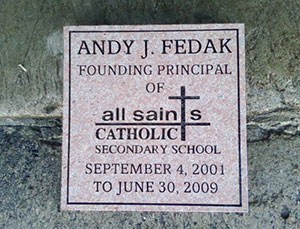 ANDY J. FEDAK
FOUNDING PRINCIPAL
OF
all saints
CATHOLIC
SECONDARY SCHOOL
SEPTEMBER 4, 2001
TO JUNE 30, 2009